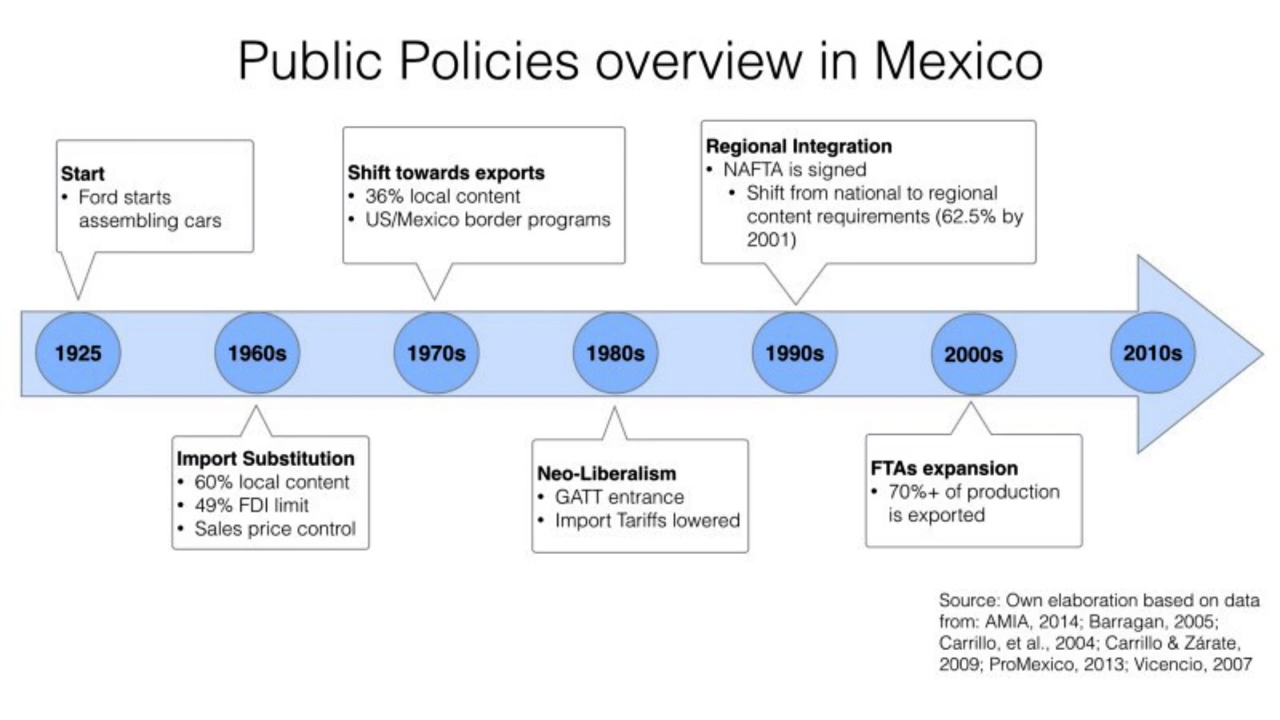 Public Policies overview in Mexico
Start
• Ford starts
assembling cars
Shift towards exports
• 36% local content
• US/Mexico border programs
Regional Integration
• NAFTA is signed
• Shift from national to regional
content requirements (62.5% by
2001)
1925
1960s
1970s
1980s
1990s
2000s
2010s
Import Substitution
• 60% local content
• 49% FDI limit
• Sales price control
Neo-Liberalism
• GATT entrance
• Import Tariffs lowered
FTAs expansion
• 70%+ of production
is exported
Source: Own elaboration based on data
from: AMIA, 2014; Barragan, 2005;
Carrillo, et al., 2004; Carrillo & Zárate,
2009; ProMexico, 2013; Vicencio, 2007